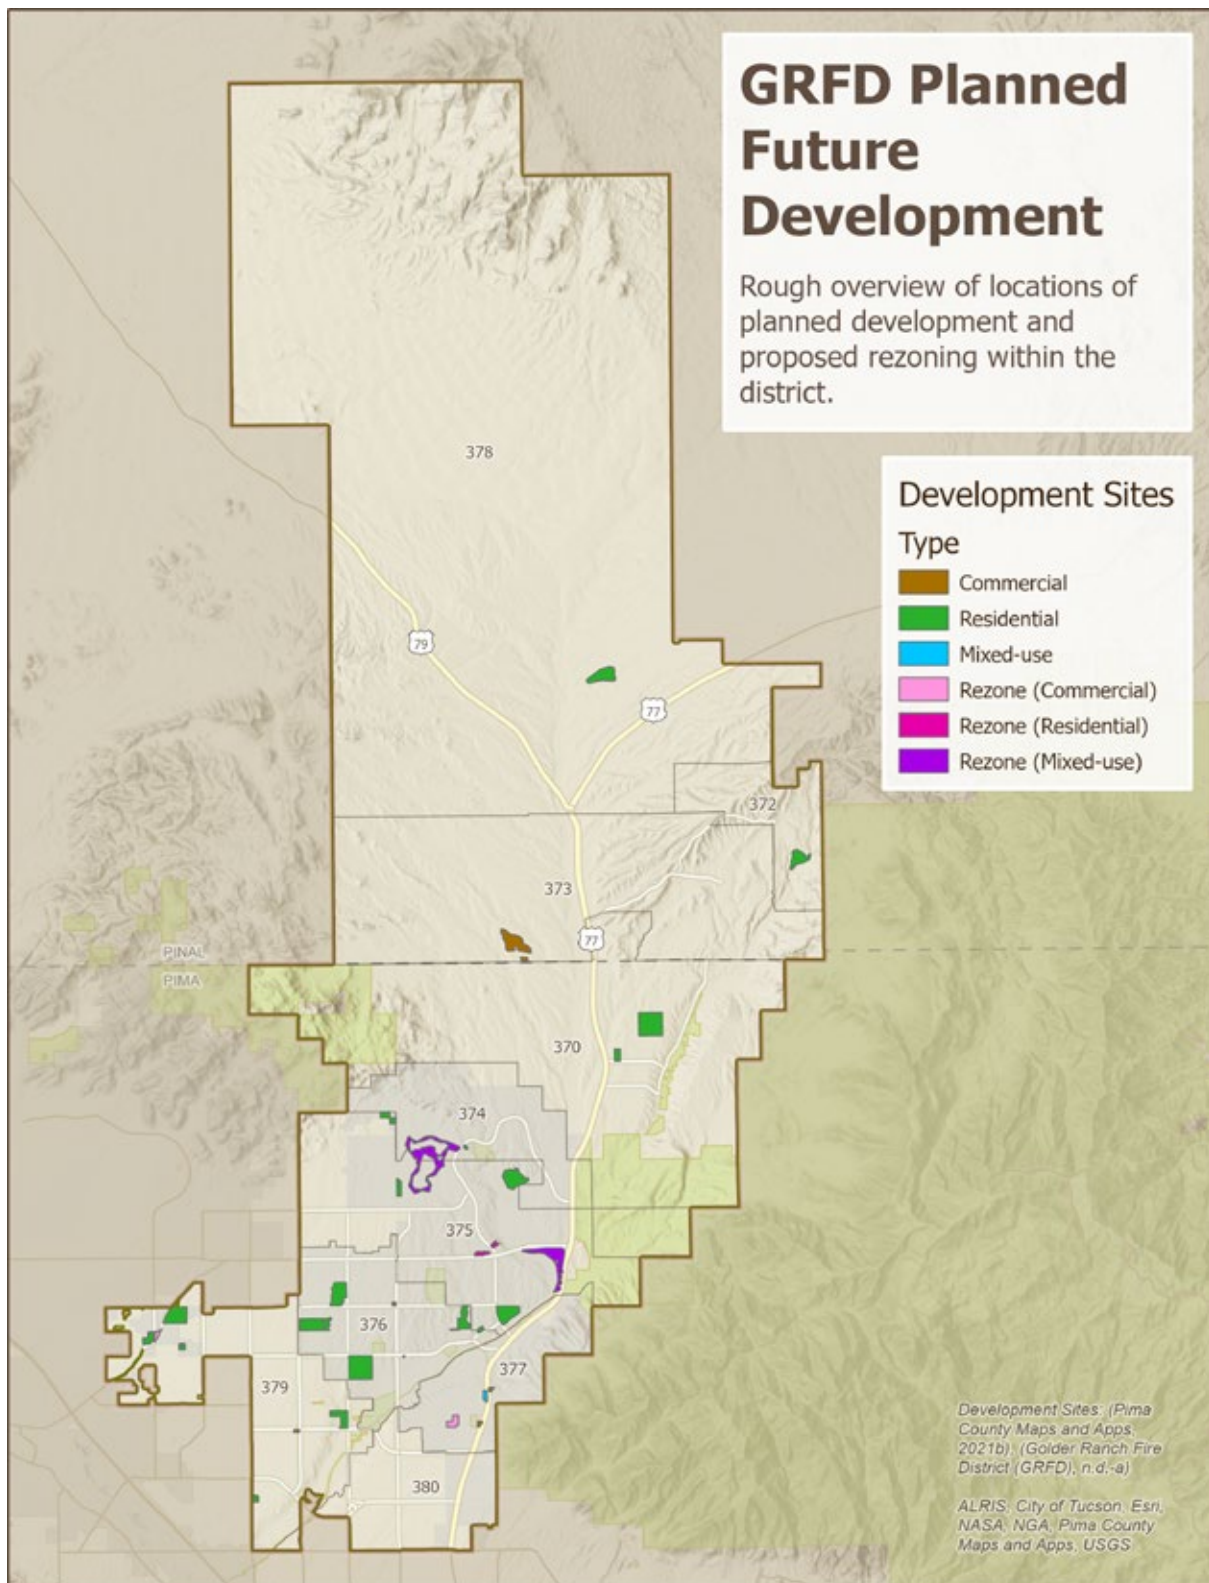 GRFD Planned
Future
Development
Rough overview of locations of
planned development and
proposed rezoning within the
district.
378
Development Sites
Type
Commercial
Residential
Mixed-use
Rezone (Commercial)
Rezone (Residential)
Rezone (Mixed-use)
79
77
372
373
77
PINAL
PIMA
370
374
375
376
377
379
380
Development Sites: (Pima
County Maps and Apps,
2021b), (Golder Ranch Fire
District (GRFD), n.d.-a)
ALRIS, City of Tucson, Esri,
NASA, NGA, Pima County
Maps and Apps, USGS